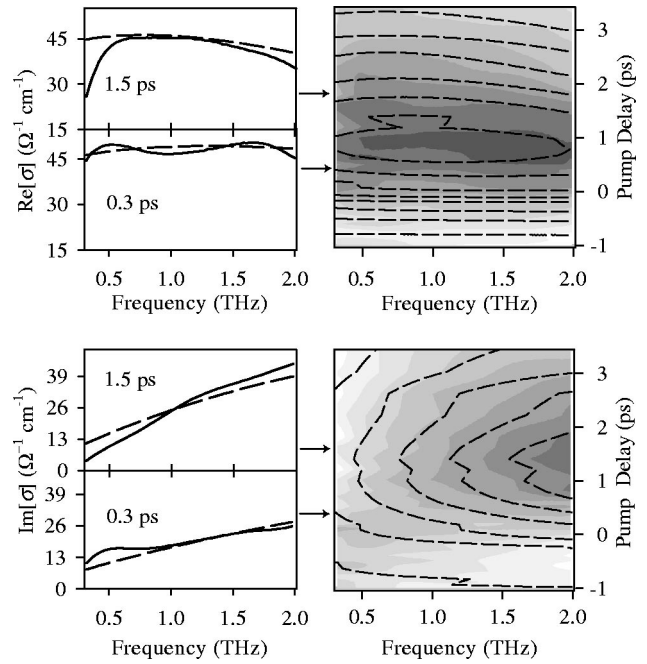 45
30
15
1.5 ps
45
30
15
0.3 ps
Re[σ] (Ω⁻¹ cm⁻¹)
0.5 1.0 1.5 2.0
Frequency (THz)
3
2
1
0
-1
Pump Delay (ps)
0.5 1.0 1.5 2.0
Frequency (THz)
39
26
13
0
1.5 ps
39
26
13
0
0.3 ps
Im[σ] (Ω⁻¹ cm⁻¹)
0.5 1.0 1.5 2.0
Frequency (THz)
3
2
1
0
-1
Pump Delay (ps)
0.5 1.0 1.5 2.0
Frequency (THz)